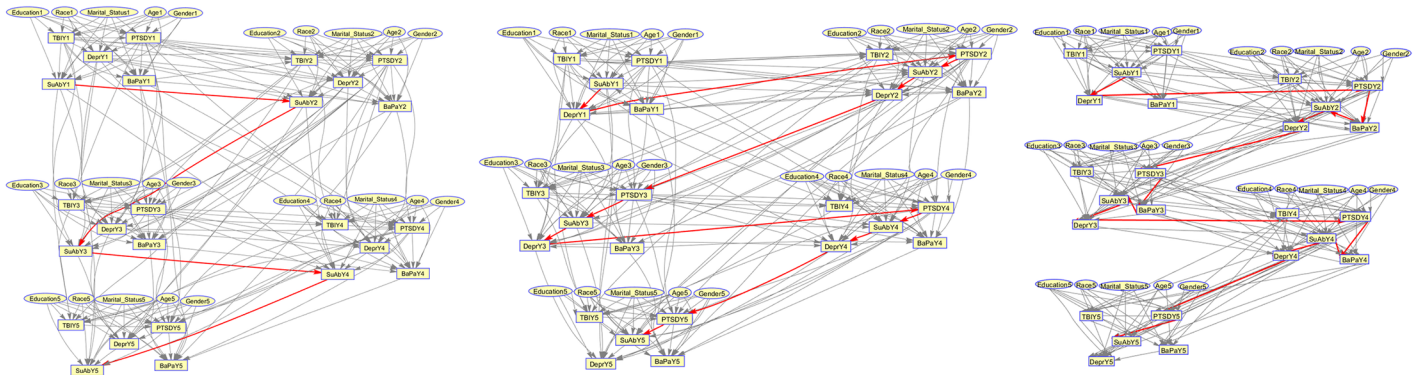 Education1 Race1 Marital_Status1 Age1 Gender1
TBIY1 PTSDY1
DeprY1
SuAbY1 BaPaY1
Education2 Race2 Marital_Status2 Age2 Gender2
TBIY2 PTSDY2
DeprY2
SuAbY2 BaPaY2
Education3 Race3 Marital_Status3 Age3 Gender3
TBIY3 PTSDY3
DeprY3
SuAbY3 BaPaY3
Education4 Race4 Marital_Status4 Age4 Gender4
TBIY4 PTSDY4
DeprY4
SuAbY4 BaPaY4
Education5 Race5 Marital_Status5 Age5 Gender5
TBIY5 PTSDY5
DeprY5
SuAbY5 BaPaY5
Education1 Race1 Marital_Status1 Age1 Gender1
TBIY1 PTSDY1
SuAbY1
DeprY1 BaPaY1
Education2 Race2 Marital_Status2 Age2 Gender2
TBIY2 PTSDY2
SuAbY2
DeprY2 BaPaY2
Education3 Race3 Marital_Status3 Age3 Gender3
TBIY3 PTSDY3
SuAbY3
DeprY3 BaPaY3
Education4 Race4 Marital_Status4 Age4 Gender4
TBIY4 PTSDY4
SuAbY4
DeprY4 BaPaY4
Education5 Race5 Marital_Status5 Age5 Gender5
TBIY5 PTSDY5
SuAbY5
DeprY5 BaPaY5
Education1 Race1 Marital_Status1 Age1 Gender1
TBIY1 PTSDY1
SuAbY1
DeprY1 BaPaY1
Education2 Race2 Marital_Status2 Age2 Gender2
TBIY2 PTSDY2
SuAbY2
DeprY2 BaPaY2
Education3 Race3 Marital_Status3 Age3 Gender3
TBIY3 PTSDY3
SuAbY3
DeprY3 BaPaY3
Education4 Race4 Marital_Status4 Age4 Gender4
TBIY4 PTSDY4
SuAbY4
DeprY4 BaPaY4
Education5 Race5 Marital_Status5 Age5 Gender5
TBIY5 PTSDY5
SuAbY5
DeprY5 BaPaY5